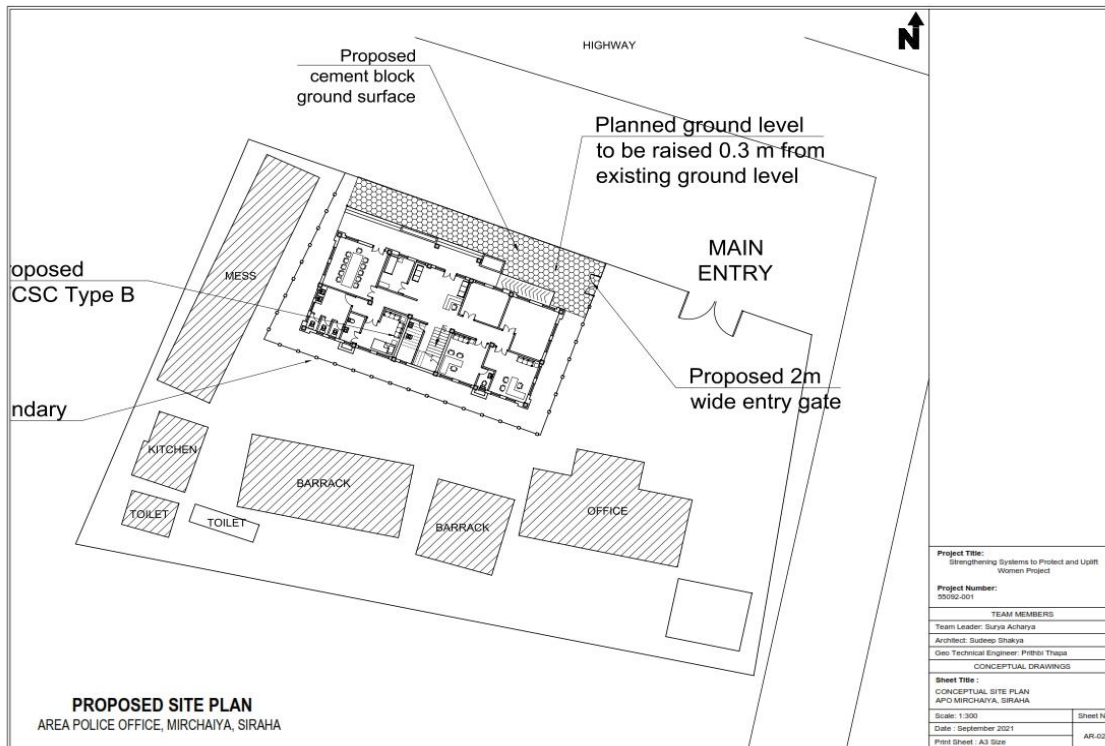 HIGHWAY
N
Proposed
cement block
ground surface
Planned ground level
to be raised 0.3 m from
existing ground level
MAIN
ENTRY
MESS
oposed
CSC Type B
Proposed 2m
wide entry gate
ndary
KITCHEN
BARRACK
TOILET
TOILET
BARRACK
OFFICE
PROPOSED SITE PLAN
AREA POLICE OFFICE, MIRCHAIYA, SIRAHA
Project Title:
Strengthening Systems to Protect and Uplift
Women Project
Project Number:
55092-001
TEAM MEMBERS
Team Leader: Surya Acharya
Architect: Sudeep Shakya
Geo Technical Engineer: Prithbi Thapa
CONCEPTUAL DRAWINGS
Sheet Title :
CONCEPTUAL SITE PLAN
APO MIRCHAIYA, SIRAHA
Scale: 1:300
Sheet N
Date : September 2021
AR-02
Print Sheet : A3 Size